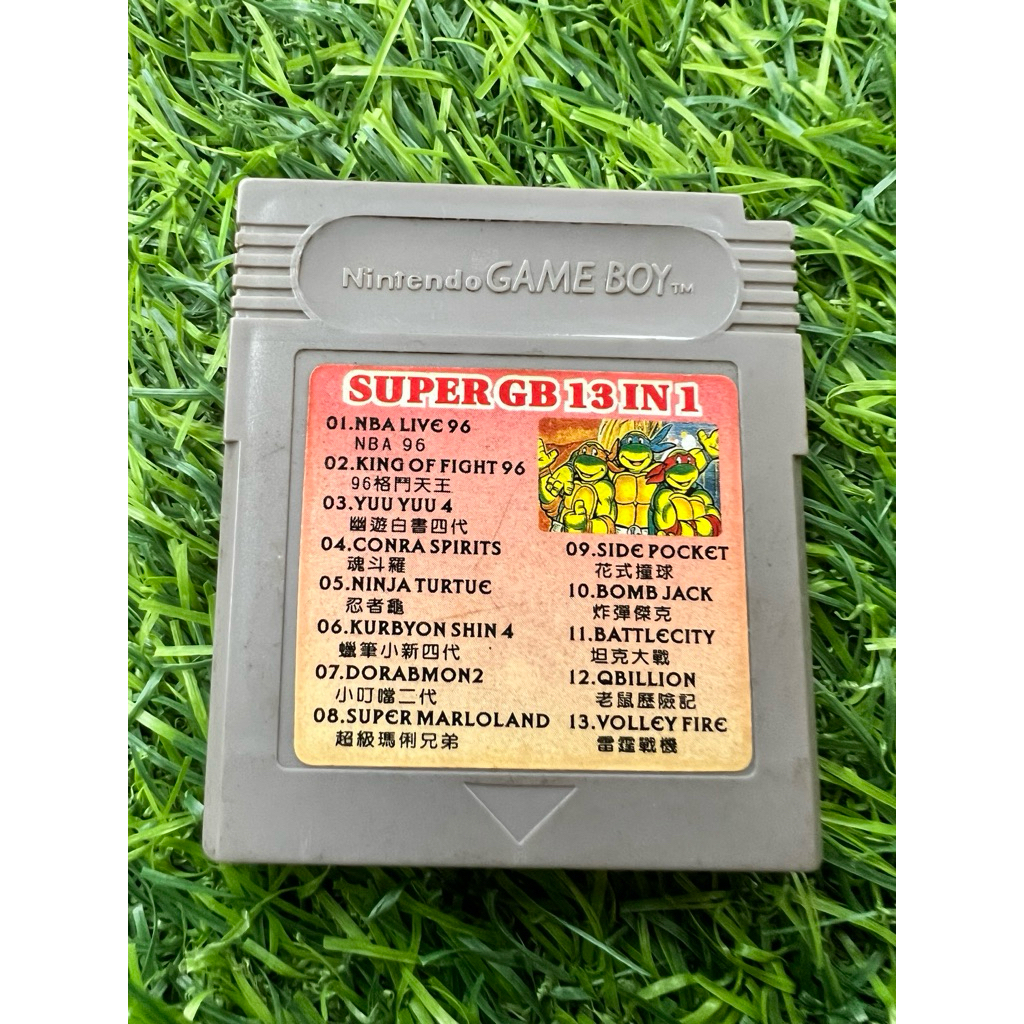 Nintendo GAME BOY™
SUPER GB 13 IN 1
01.NBA LIVE 96
NBA 96
02.KING OF FIGHT 96
96格鬥天王
03.YUU YUU 4
幽遊白書四代
04.CONRA SPIRITS
魂斗羅
05.NINJA TURTUE
忍者龜
06.KURBYON SHIN 4
蠟筆小新四代
07.DORABMON2
小叮噹二代
08.SUPER MARLOLAND
超級瑪俐兄弟
09.SIDE POCKET
花式撞球
10.BOMB JACK
炸彈傑克
11.BATTLECITY
坦克大戰
12.QBILLION
老鼠歷險記
13.VOLLEY FIRE
雷霆戰機